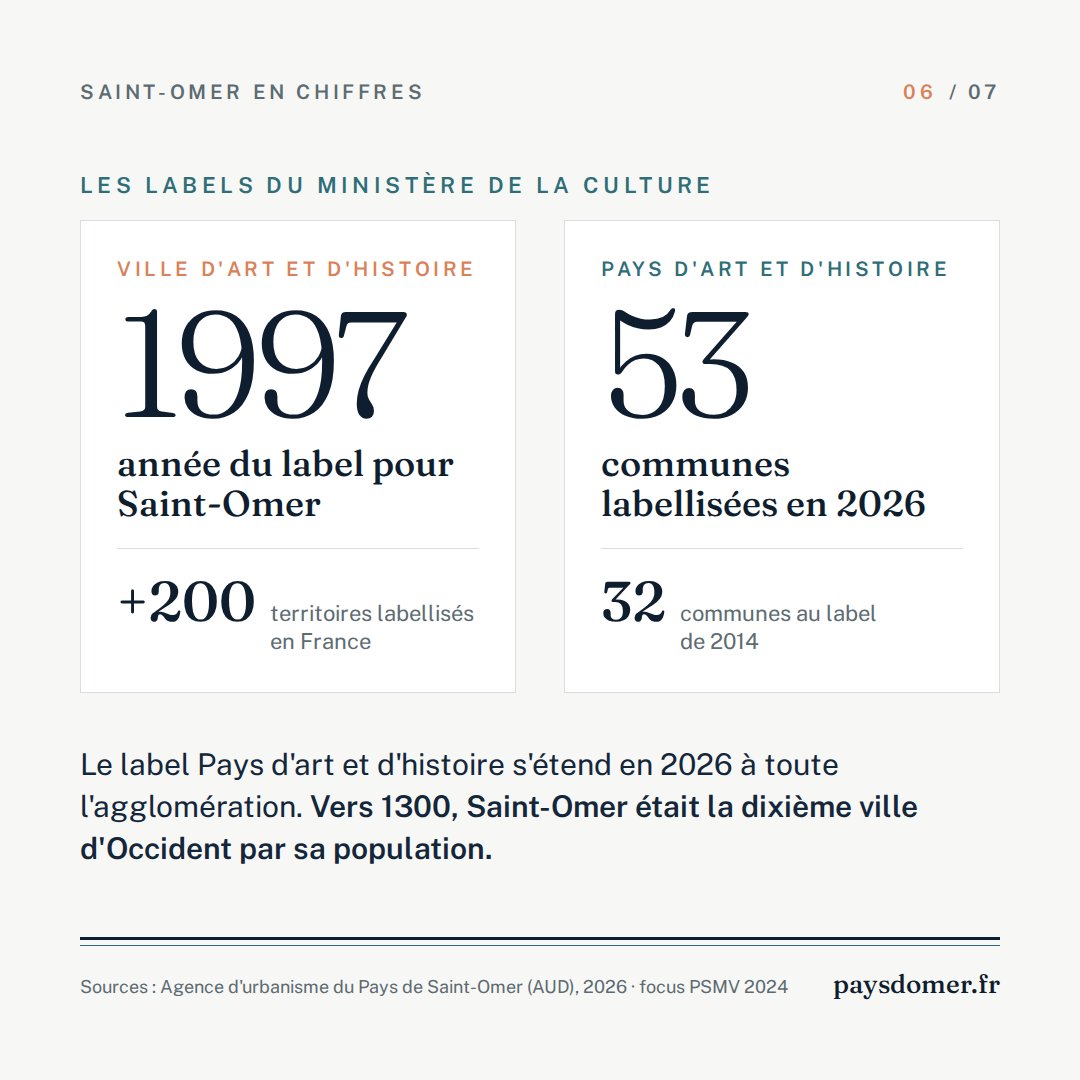 SAINT-OMER EN CHIFFRES
06 / 07
LES LABELS DU MINISTÈRE DE LA CULTURE
VILLE D'ART ET D'HISTOIRE
1997
année du label pour
Saint-Omer
+200 territoires labellisés
en France
PAYS D'ART ET D'HISTOIRE
53
communes
labellisées en 2026
32 communes au label
de 2014
Le label Pays d'art et d'histoire s'étend en 2026 à toute
l'agglomération. Vers 1300, Saint-Omer était la dixième ville
d'Occident par sa population.
Sources : Agence d'urbanisme du Pays de Saint-Omer (AUD), 2026 · focus PSMV 2024
paysdomer.fr